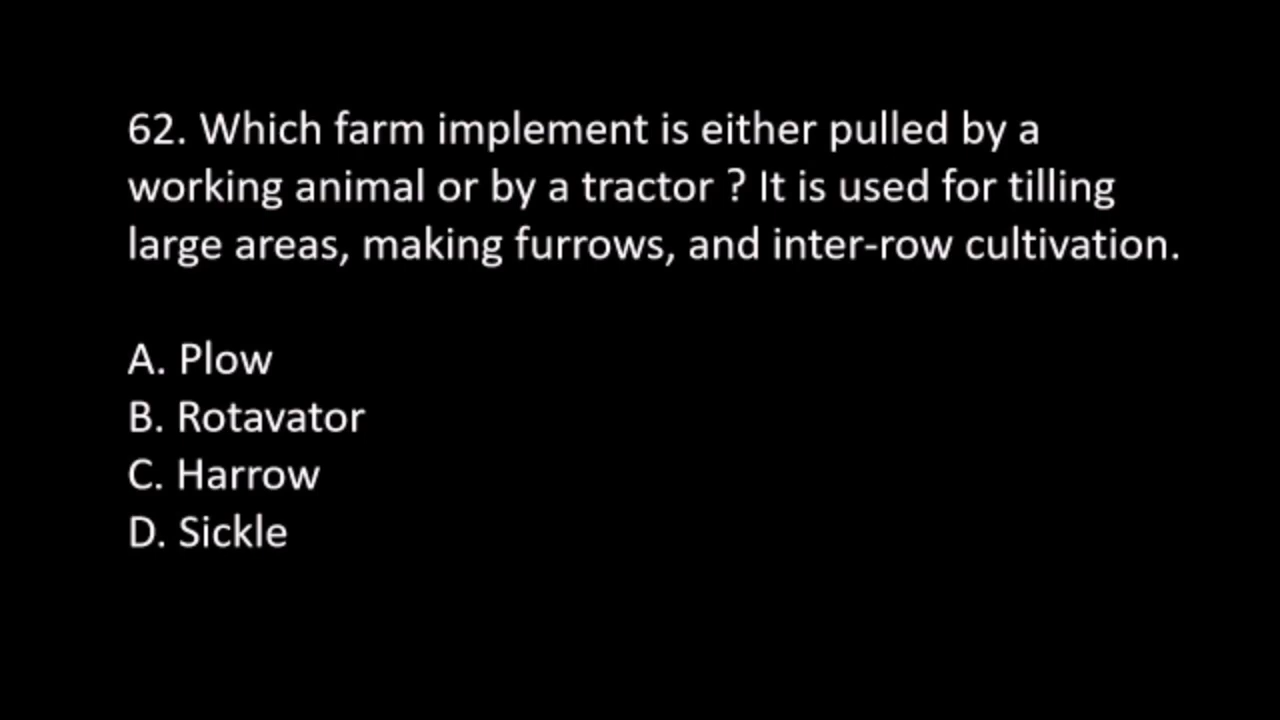 62. Which farm implement is either pulled by a
working animal or by a tractor ? It is used for tilling
large areas, making furrows, and inter-row cultivation.
A. Plow
B. Rotavator
C. Harrow
D. Sickle